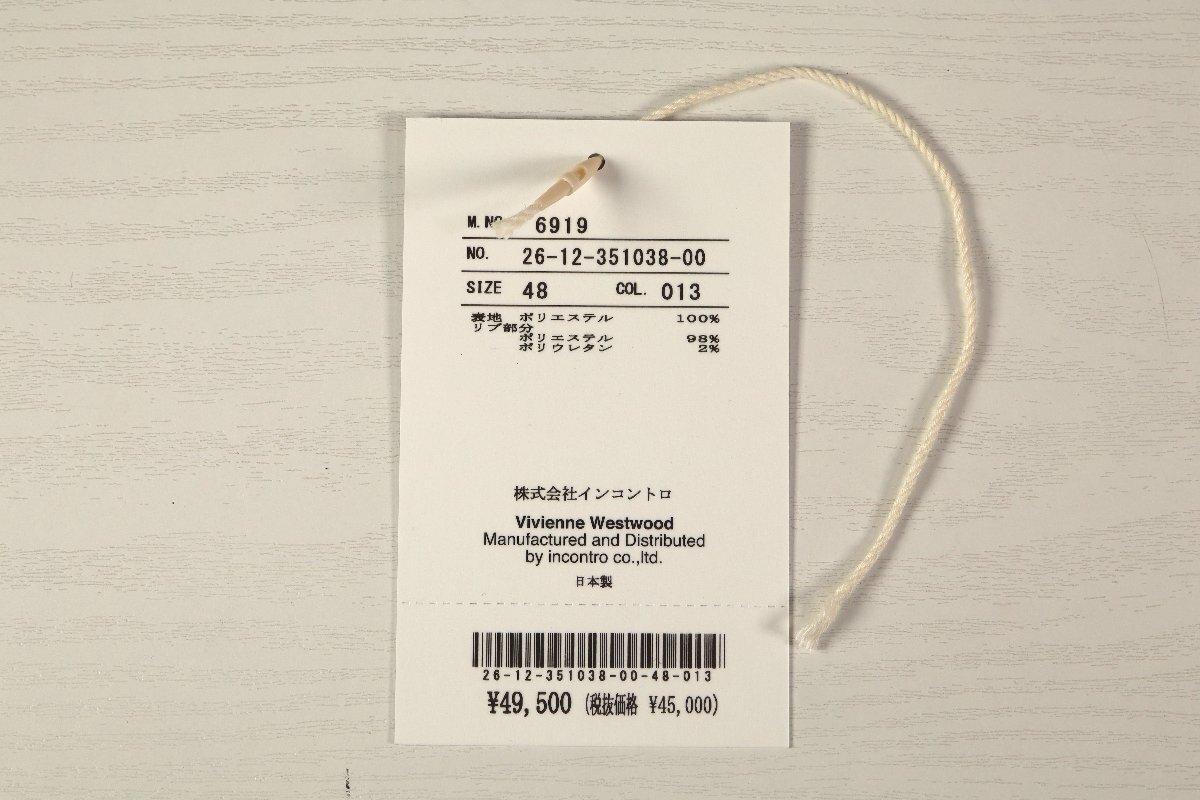 M. NO. 6919
NO. 26-12-351038-00
SIZE 48 COL. 013
表地 ポリエステル 100%
リブ部分
ポリエステル 98%
ポリウレタン 2%
株式会社インコントロ
Vivienne Westwood
Manufactured and Distributed
by incontro co.,ltd.
日本製
26-12-351038-00-48-013
¥49,500 (税抜価格 ¥45,000)